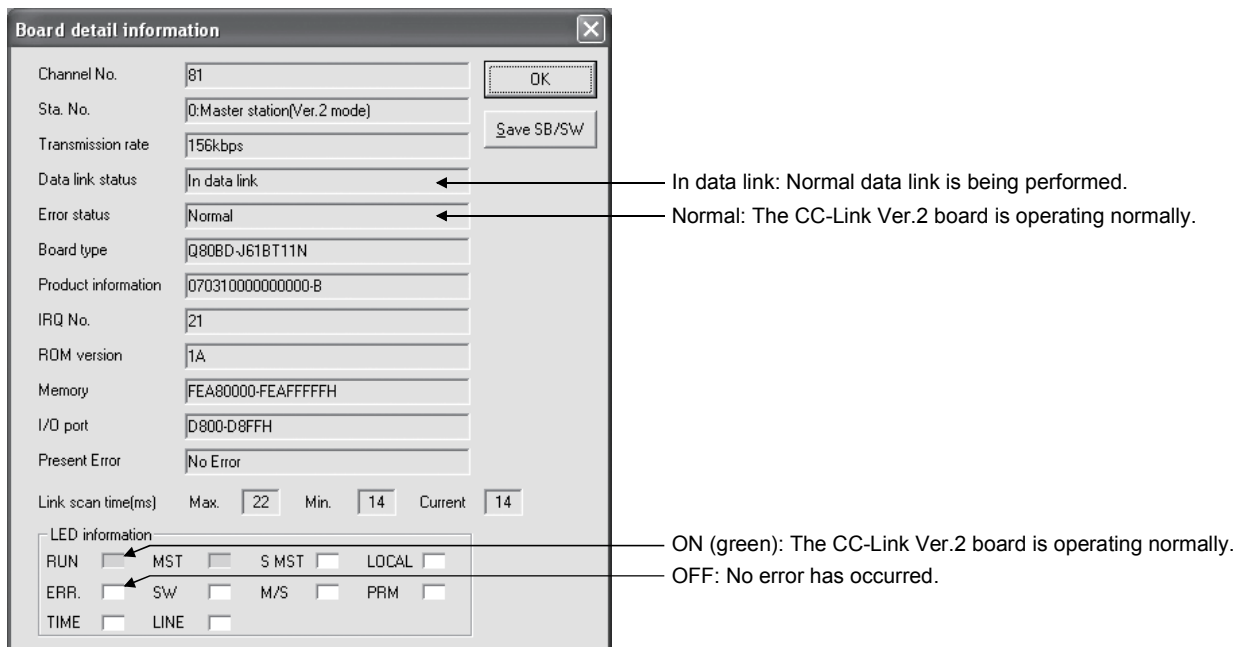 Board detail information
Channel No. 81 OK
Sta. No. 0:Master station(Ver.2 mode)
Save SB/SW
Transmission rate 156kbps
Data link status In data link In data link: Normal data link is being performed.
Error status Normal Normal: The CC-Link Ver.2 board is operating normally.
Board type Q80BD-J61BT11N
Product information 070310000000000-B
IRQ No. 21
ROM version 1A
Memory FEA80000-FEAFFFFFH
I/O port D800-D8FFH
Present Error No Error
Link scan time(ms) Max. 22 Min. 14 Current 14
LED information
RUN MST S MST LOCAL ON (green): The CC-Link Ver.2 board is operating normally.
ERR. SW M/S PRM OFF: No error has occurred.
TIME LINE